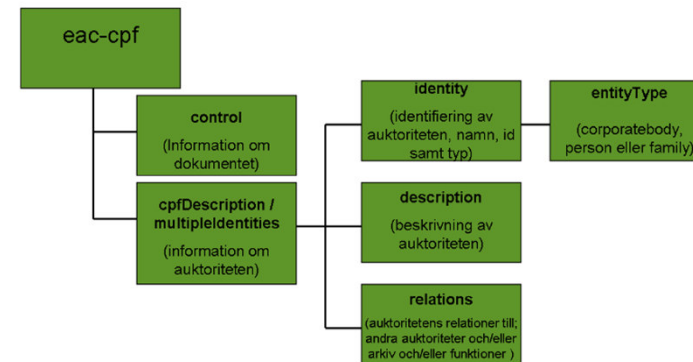 eac-cpf
control
(Information om
dokumentet)
cpfDescription /
multipleIdentities
(information om
auktoriteten)
identity
(identifiering av
auktoriteten, namn, id
samt typ)
entityType
(corporatebody,
person eller family)
description
(beskrivning av
auktoriteten)
relations
(auktoritetens relationer till;
andra auktoriteter och/eller
arkiv och/eller funktioner )